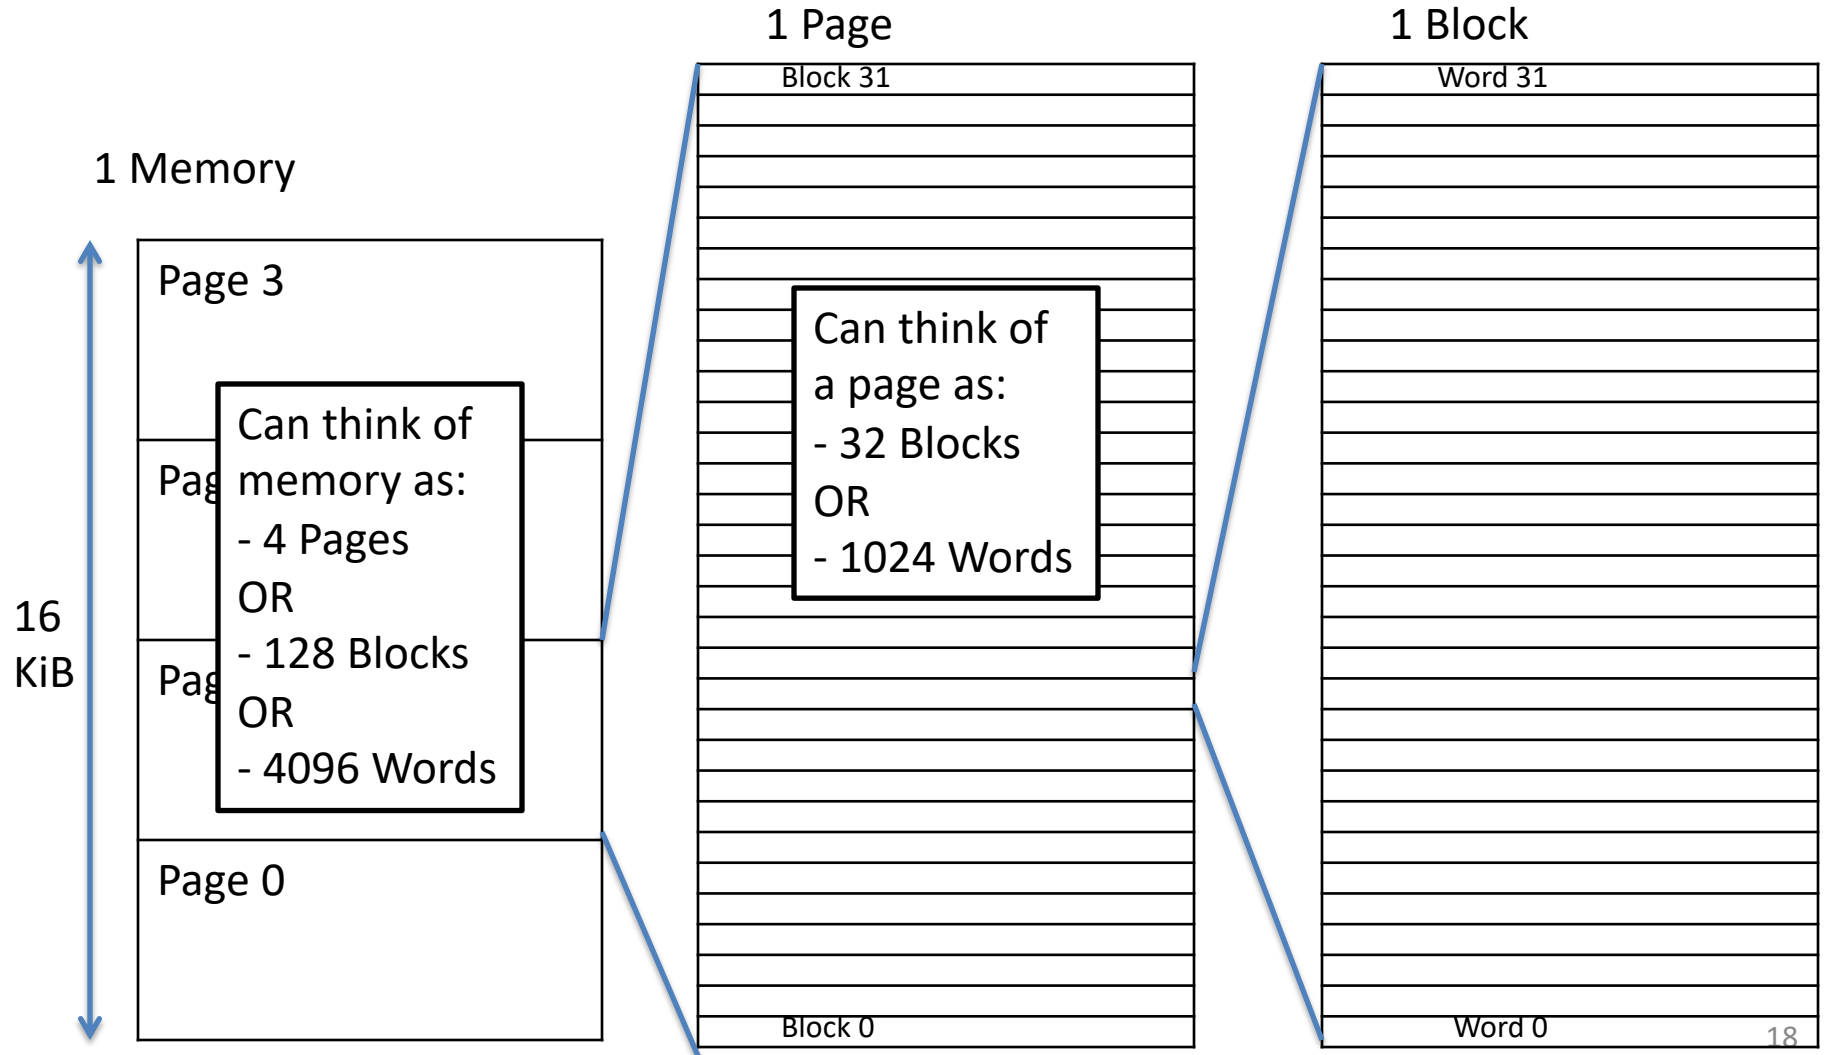 1 Memory
16
KiB
Page 3
Pag
Pag
Page 0
Can think of
memory as:
- 4 Pages
OR
- 128 Blocks
OR
- 4096 Words
1 Page
Block 31
Can think of
a page as:
- 32 Blocks
OR
- 1024 Words
Block 0
1 Block
Word 31
Word 0
18